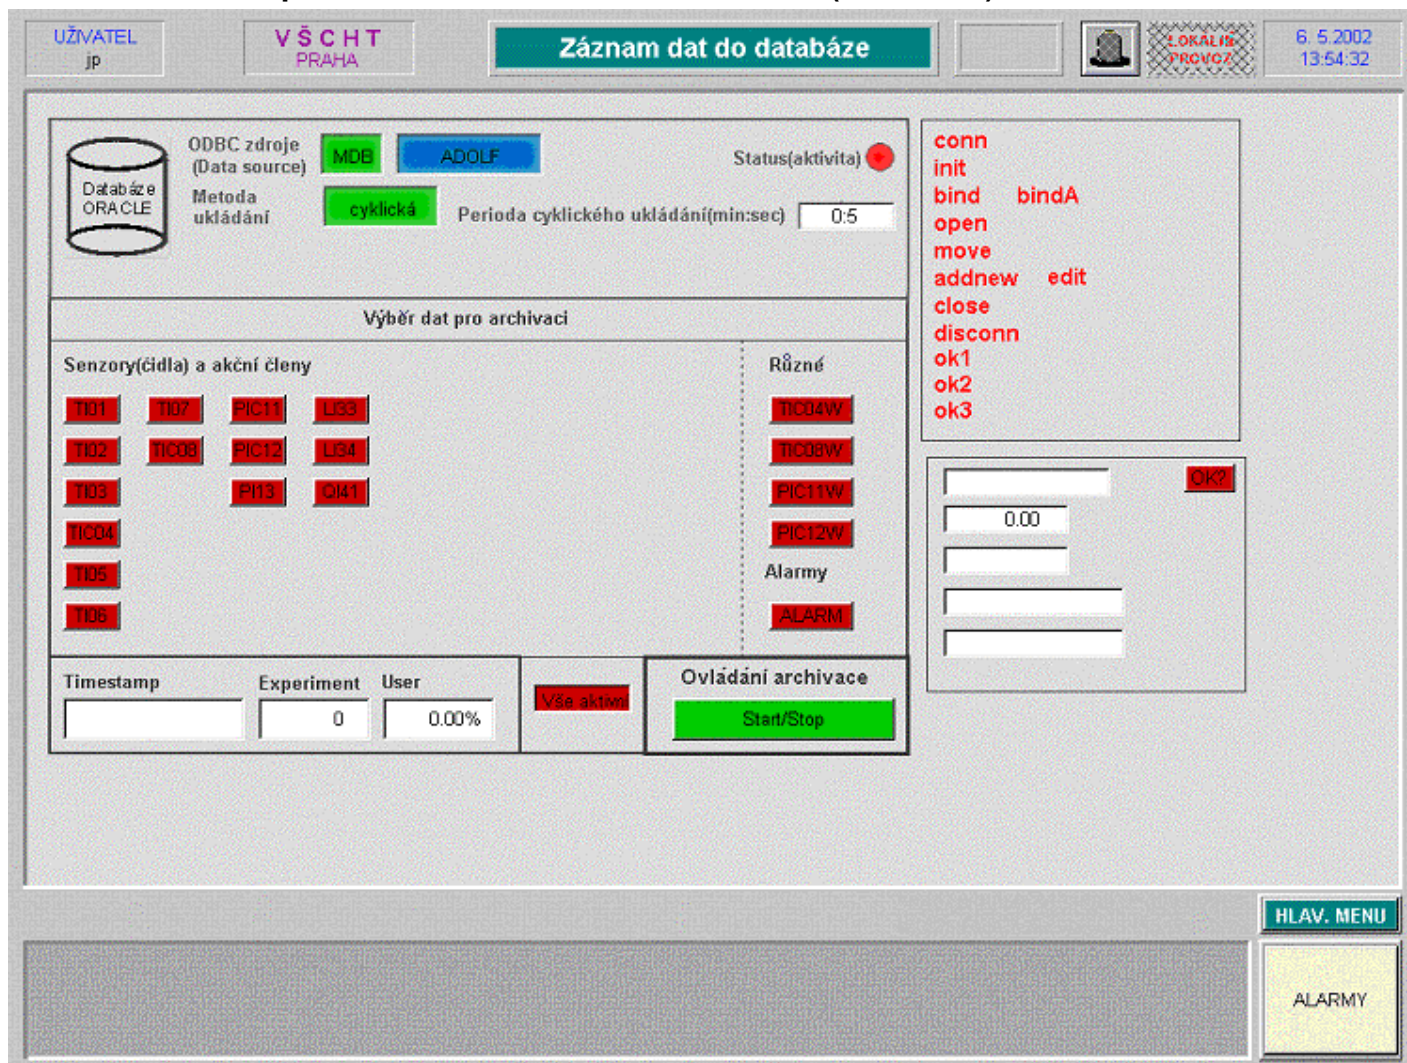 UŽIVATEL
jp
VŠCHT
PRAHA
Záznam dat do databáze
LOKÁLNÍ
PROVOZ
6. 5.2002
13:54:32
Databáze
ORACLE
ODBC zdroje
(Data source)
MDB
ADOLF
Status(aktivita)
Metoda
ukládání
cyklická
Perioda cyklického ukládání(min:sec)
0:5
Výběr dat pro archivaci
Senzory(čidla) a akční členy
TI01 TI07 PIC11 LI33
TI02 TIC08 PIC12 LI34
TI03 PI13 QI41
TIC04
TI05
TI06
Různé
TIC04W
TIC08W
PIC11W
PIC12W
Alarmy
ALARM
Timestamp
Experiment
0
User
0.00%
Vše aktivní
Ovládání archivace
Start/Stop
conn
init
bind bindA
open
move
addnew edit
close
disconn
ok1
ok2
ok3
OK?
0.00
HLAV. MENU
ALARMY